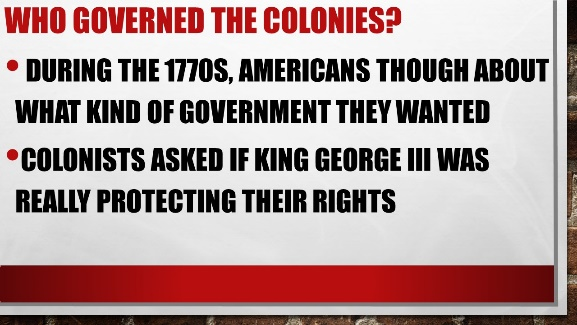 WHO GOVERNED THE COLONIES?
• DURING THE 1770S, AMERICANS THOUGH ABOUT
WHAT KIND OF GOVERNMENT THEY WANTED
•COLONISTS ASKED IF KING GEORGE III WAS
REALLY PROTECTING THEIR RIGHTS